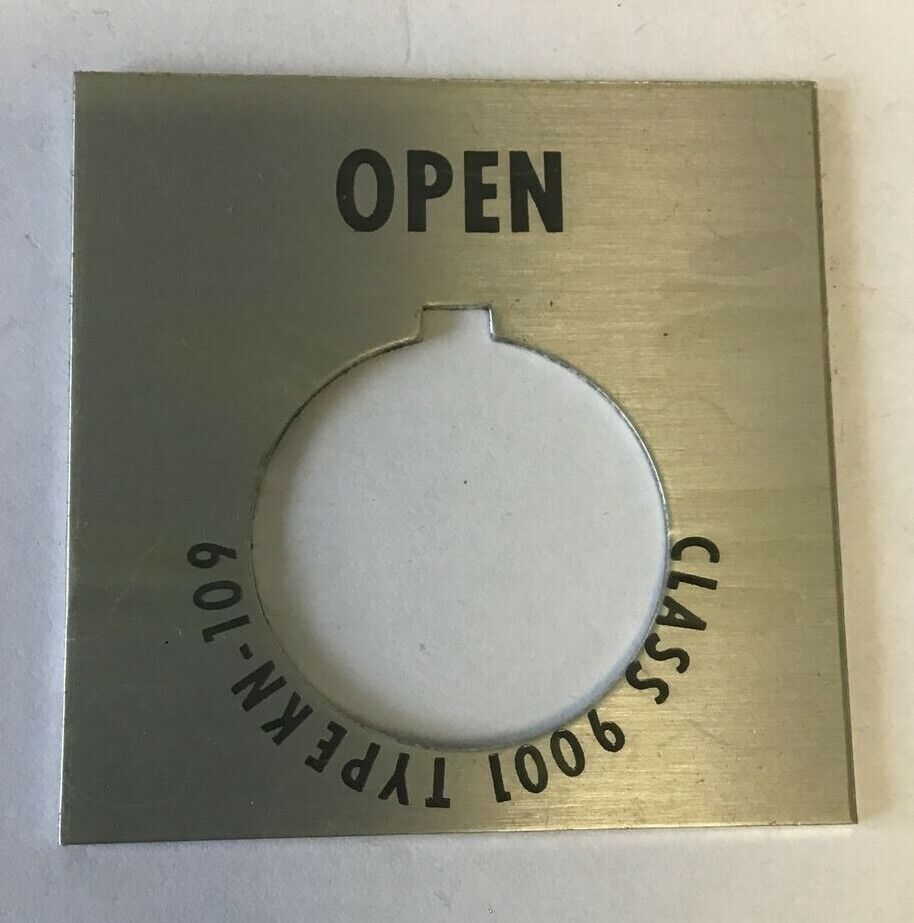 OPEN
CLASS 9001 TYPE KN-109